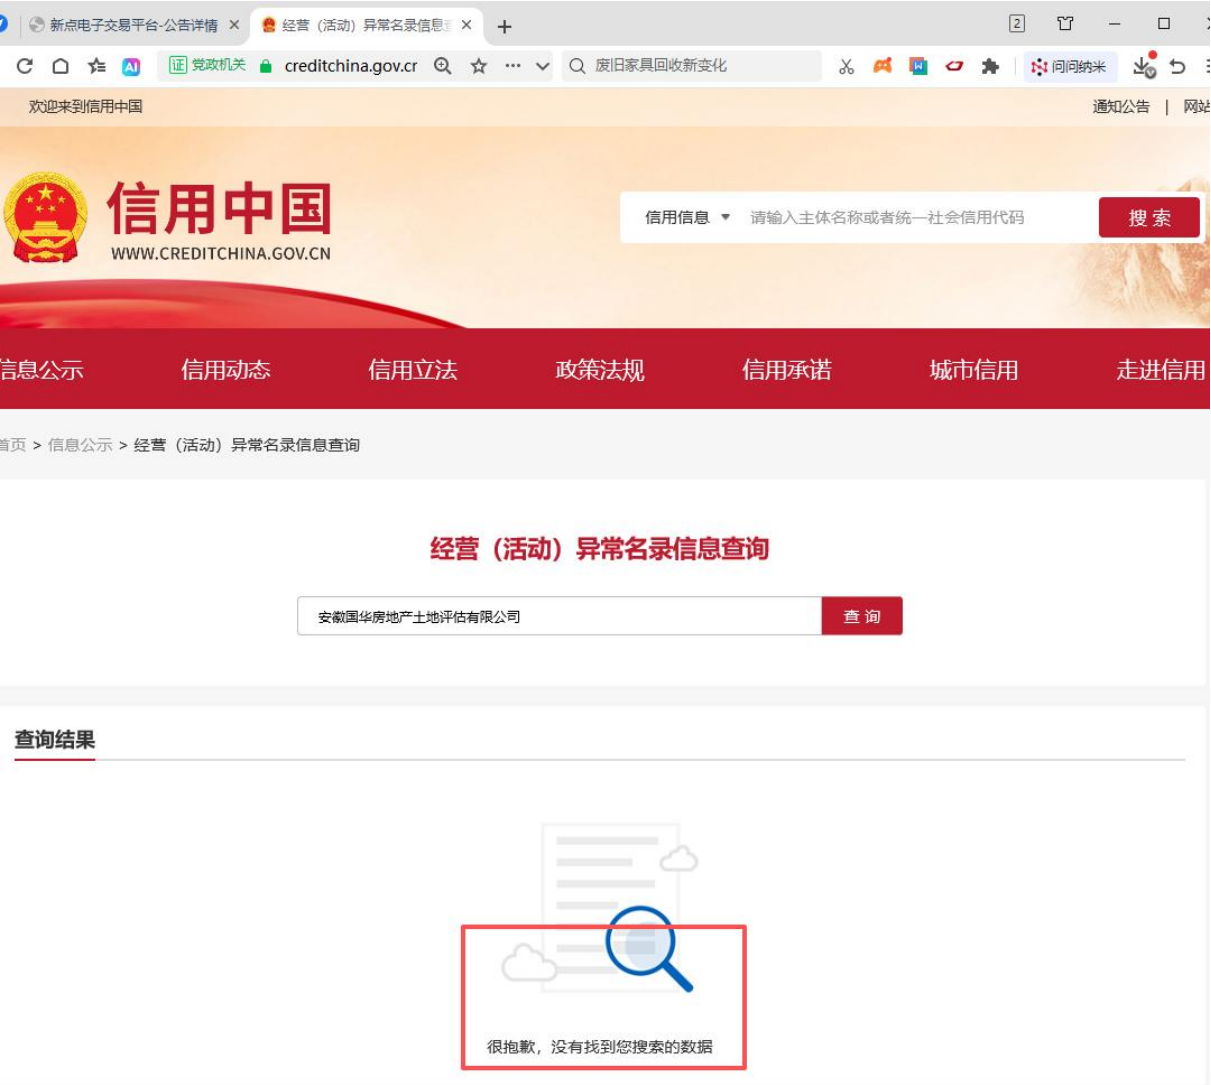 新点电子交易平台-公告详情
经营（活动）异常名录信息
2
AI
证 党政机关
creditchina.gov.cr
废旧家具回收新变化
问问纳米
欢迎来到信用中国
通知公告 | 网站
信用中国
WWW.CREDITCHINA.GOV.CN
信用信息
请输入主体名称或者统一社会信用代码
搜索
信息公示
信用动态
信用立法
政策法规
信用承诺
城市信用
走进信用
首页 > 信息公示 > 经营（活动）异常名录信息查询
经营（活动）异常名录信息查询
安徽国华房地产土地评估有限公司
查询
查询结果
很抱歉，没有找到您搜索的数据